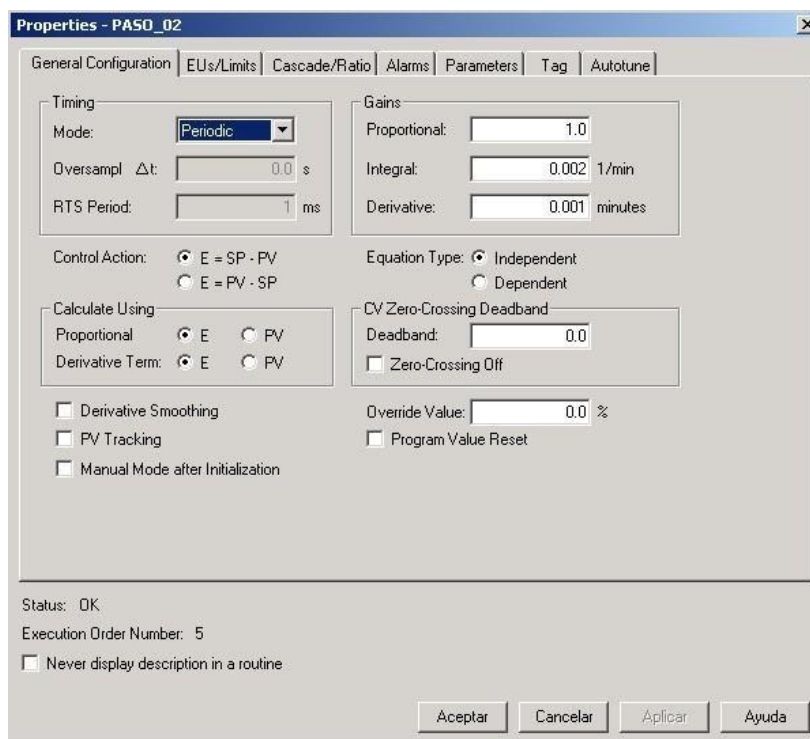 Properties - PASO_02
General Configuration EUs/Limits Cascade/Ratio Alarms Parameters Tag Autotune
Timing
Mode: Periodic
Oversampl Δt: 0.0 s
RTS Period: 1 ms
Gains
Proportional: 1.0
Integral: 0.002 1/min
Derivative: 0.001 minutes
Control Action: E = SP - PV
E = PV - SP
Equation Type: Independent
Dependent
Calculate Using
Proportional E PV
Derivative Term: E PV
CV Zero-Crossing Deadband
Deadband: 0.0
Zero-Crossing Off
Derivative Smoothing
PV Tracking
Manual Mode after Initialization
Override Value: 0.0 %
Program Value Reset
Status: OK
Execution Order Number: 5
Never display description in a routine
Aceptar Cancelar Aplicar Ayuda